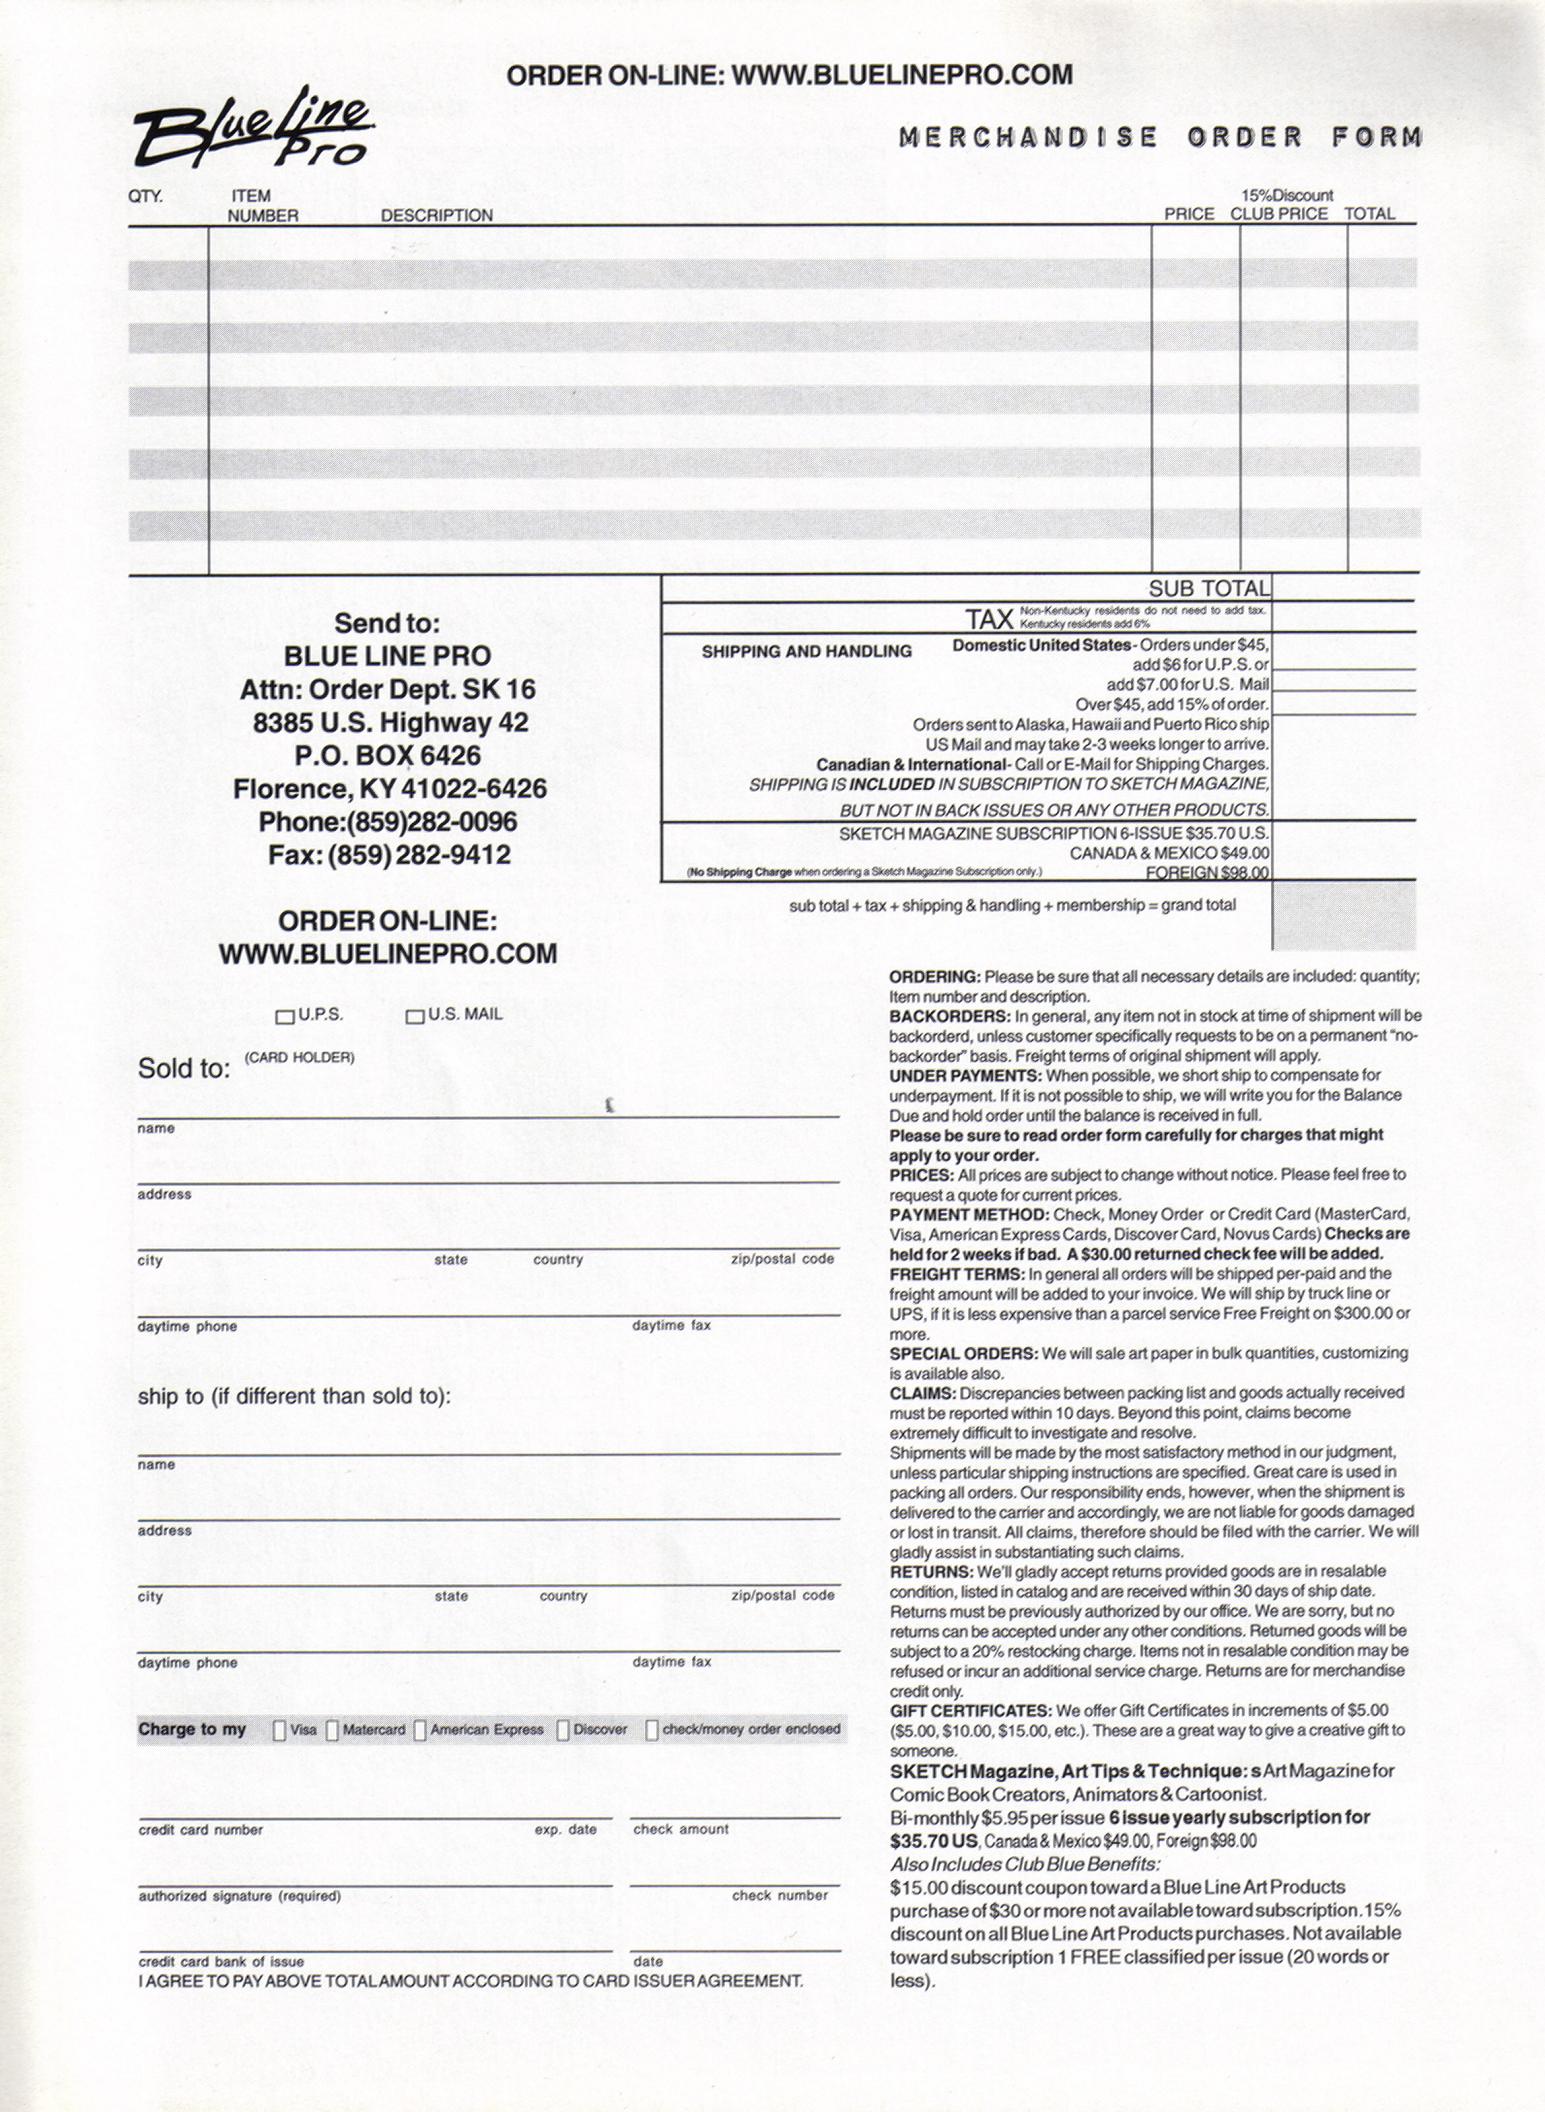 ORDER ON-LINE: WWW.BLUELINEPRO.COM
Blue Line
Pro
MERCHANDISE ORDER FORM
QTY. ITEM NUMBER DESCRIPTION PRICE 15%Discount CLUB PRICE TOTAL
SUB TOTAL
TAX Non-Kentucky residents do not need to add tax.
Kentucky residents add 6%
SHIPPING AND HANDLING Domestic United States- Orders under $45,
add $6 for U.P.S. or
add $7.00 for U.S. Mail
Over $45, add 15% of order.
Orders sent to Alaska, Hawaii and Puerto Rico ship
US Mail and may take 2-3 weeks longer to arrive.
Canadian & International- Call or E-Mail for Shipping Charges.
SHIPPING IS INCLUDED IN SUBSCRIPTION TO SKETCH MAGAZINE,
BUT NOT IN BACK ISSUES OR ANY OTHER PRODUCTS.
SKETCH MAGAZINE SUBSCRIPTION 6-ISSUE $35.70 U.S.
CANADA & MEXICO $49.00
(No Shipping Charge when ordering a Sketch Magazine Subscription only.) FOREIGN $98.00
sub total + tax + shipping & handling + membership = grand total
Send to:
BLUE LINE PRO
Attn: Order Dept. SK 16
8385 U.S. Highway 42
P.O. BOX 6426
Florence, KY 41022-6426
Phone:(859)282-0096
Fax: (859) 282-9412
ORDER ON-LINE:
WWW.BLUELINEPRO.COM
U.P.S. U.S. MAIL
Sold to: (CARD HOLDER)
name
address
city state country zip/postal code
daytime phone daytime fax
ship to (if different than sold to):
name
address
city state country zip/postal code
daytime phone daytime fax
Charge to my Visa Matercard American Express Discover check/money order enclosed
credit card number exp. date check amount
authorized signature (required) check number
credit card bank of issue date
I AGREE TO PAY ABOVE TOTAL AMOUNT ACCORDING TO CARD ISSUER AGREEMENT.
ORDERING: Please be sure that all necessary details are included: quantity;
Item number and description.
BACKORDERS: In general, any item not in stock at time of shipment will be
backorderd, unless customer specifically requests to be on a permanent "no-
backorder" basis. Freight terms of original shipment will apply.
UNDER PAYMENTS: When possible, we short ship to compensate for
underpayment. If it is not possible to ship, we will write you for the Balance
Due and hold order until the balance is received in full.
Please be sure to read order form carefully for charges that might
apply to your order.
PRICES: All prices are subject to change without notice. Please feel free to
request a quote for current prices.
PAYMENT METHOD: Check, Money Order or Credit Card (MasterCard,
Visa, American Express Cards, Discover Card, Novus Cards) Checks are
held for 2 weeks if bad. A $30.00 returned check fee will be added.
FREIGHT TERMS: In general all orders will be shipped per-paid and the
freight amount will be added to your invoice. We will ship by truck line or
UPS, if it is less expensive than a parcel service Free Freight on $300.00 or
more.
SPECIAL ORDERS: We will sale art paper in bulk quantities, customizing
is available also.
CLAIMS: Discrepancies between packing list and goods actually received
must be reported within 10 days. Beyond this point, claims become
extremely difficult to investigate and resolve.
Shipments will be made by the most satisfactory method in our judgment,
unless particular shipping instructions are specified. Great care is used in
packing all orders. Our responsibility ends, however, when the shipment is
delivered to the carrier and accordingly, we are not liable for goods damaged
or lost in transit. All claims, therefore should be filed with the carrier. We will
gladly assist in substantiating such claims.
RETURNS: We'll gladly accept returns provided goods are in resalable
condition, listed in catalog and are received within 30 days of ship date.
Returns must be previously authorized by our office. We are sorry, but no
returns can be accepted under any other conditions. Returned goods will be
subject to a 20% restocking charge. Items not in resalable condition may be
refused or incur an additional service charge. Returns are for merchandise
credit only.
GIFT CERTIFICATES: We offer Gift Certificates in increments of $5.00
($5.00, $10.00, $15.00, etc.). These are a great way to give a creative gift to
someone.
SKETCH Magazine, Art Tips & Technique: sArt Magazine for
Comic Book Creators, Animators & Cartoonist.
Bi-monthly $5.95 per issue 6 issue yearly subscription for
$35.70 US, Canada & Mexico $49.00, Foreign $98.00
Also Includes Club Blue Benefits:
$15.00 discount coupon toward a Blue Line Art Products
purchase of $30 or more not available toward subscription. 15%
discount on all Blue Line Art Products purchases. Not available
toward subscription 1 FREE classified per issue (20 words or
less).